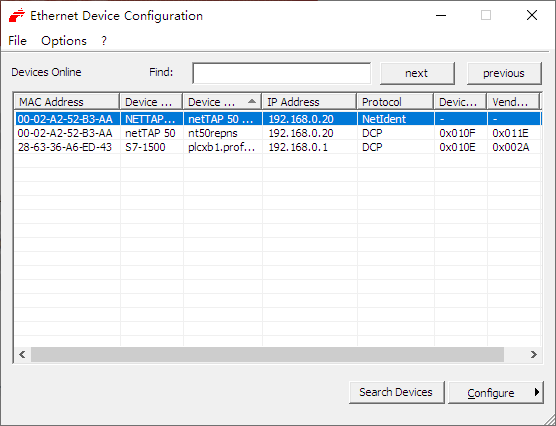 Ethernet Device Configuration
File Options ?
Devices Online Find: next previous
MAC Address Device ... Device ... IP Address Protocol Devic... Vend...
00-02-A2-52-B3-AA NETTAP... netTAP 50 ... 192.168.0.20 NetIdent - -
00-02-A2-52-B3-AA netTAP 50 nt50repns 192.168.0.20 DCP 0x010F 0x011E
28-63-36-A6-ED-43 S7-1500 plcxb1.prof... 192.168.0.1 DCP 0x010E 0x002A
Search Devices Configure